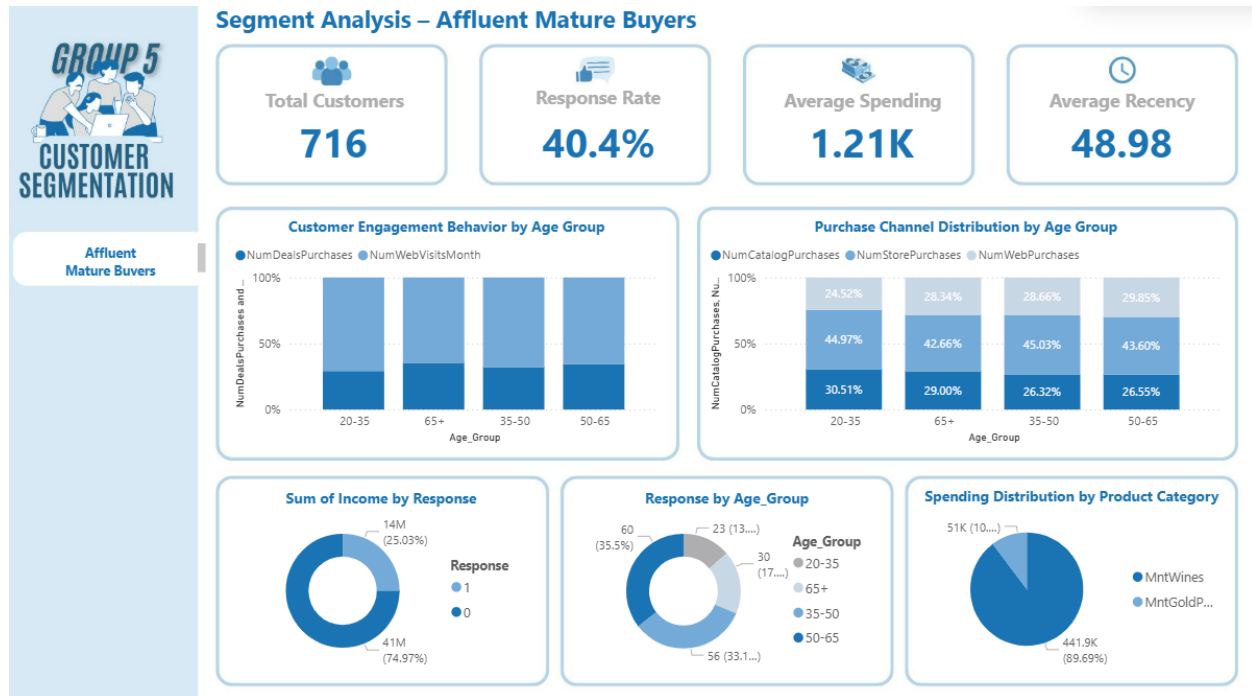 Segment Analysis – Affluent Mature Buyers
GROUP 5
CUSTOMER
SEGMENTATION
Affluent
Mature Buyers
Total Customers
716
Response Rate
40.4%
Average Spending
1.21K
Average Recency
48.98
Customer Engagement Behavior by Age Group
NumDealsPurchases NumWebVisitsMonth
NumDealsPurchases and ...
100%
50%
0%
20-35 65+ 35-50 50-65
Age_Group
Purchase Channel Distribution by Age Group
NumCatalogPurchases NumStorePurchases NumWebPurchases
NumCatalogPurchases, Nu...
100%
50%
0%
24.52% 28.34% 28.66% 29.85%
44.97% 42.66% 45.03% 43.60%
30.51% 29.00% 26.32% 26.55%
20-35 65+ 35-50 50-65
Age_Group
Sum of Income by Response
14M
(25.03%)
41M
(74.97%)
Response
1
0
Response by Age_Group
60
(35.5%)
23 (13....)
30
(17....)
56 (33.1...)
Age_Group
20-35
65+
35-50
50-65
Spending Distribution by Product Category
51K (10....)
441.9K
(89.69%)
MntWines
MntGoldP...